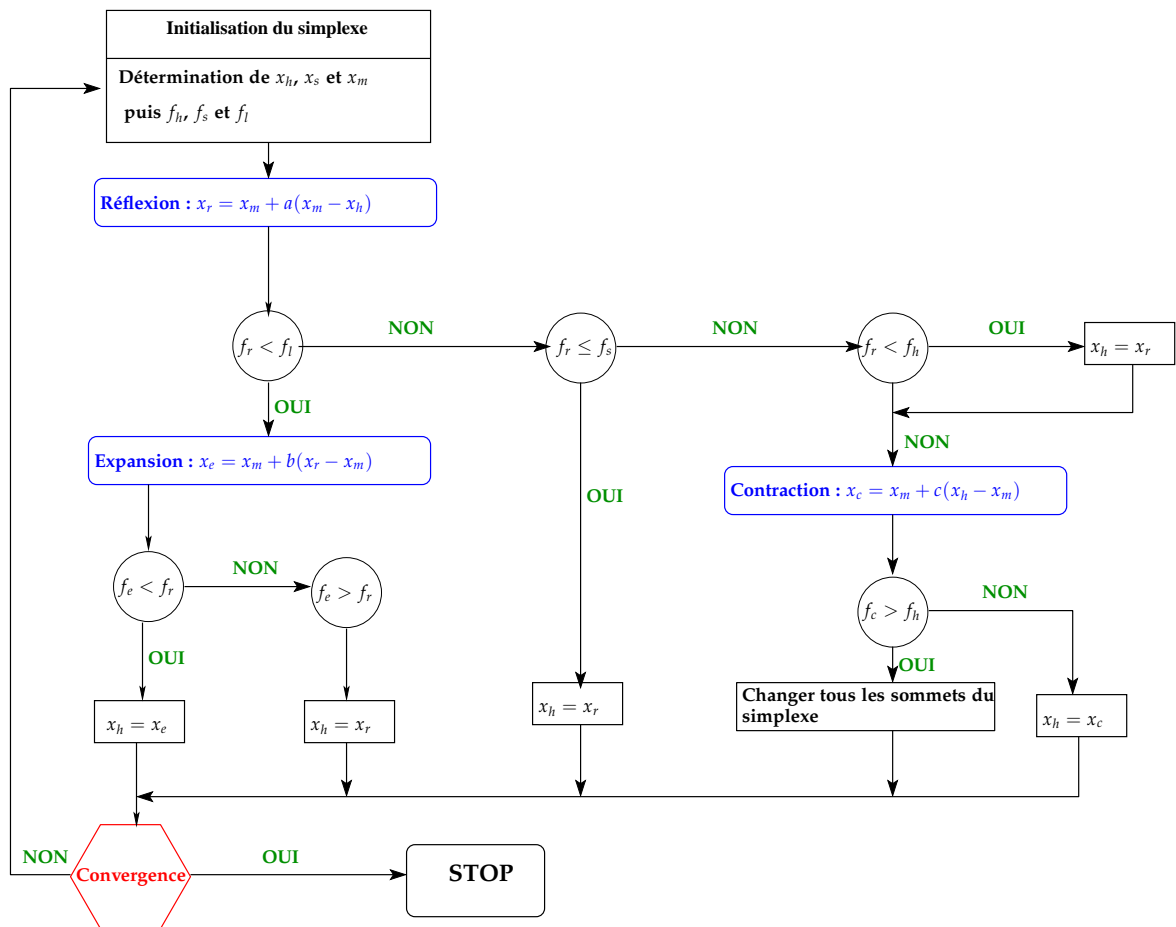 Initialisation du simplexe
Détermination de $x_h$, $x_s$ et $x_m$
puis $f_h$, $f_s$ et $f_l$
Réflexion : $x_r = x_m + a(x_m - x_h)$
NON
NON
OUI
$f_r < f_l$
$f_r \leq f_s$
$f_r < f_h$
$x_h = x_r$
OUI
NON
Expansion : $x_e = x_m + b(x_r - x_m)$
Contraction : $x_c = x_m + c(x_h - x_m)$
OUI
NON
NON
$f_e < f_r$
$f_e > f_r$
$f_c > f_h$
OUI
OUI
Changer tous les sommets du
simplexe
$x_h = x_e$
$x_h = x_r$
$x_h = x_r$
$x_h = x_c$
NON
OUI
Convergence
STOP